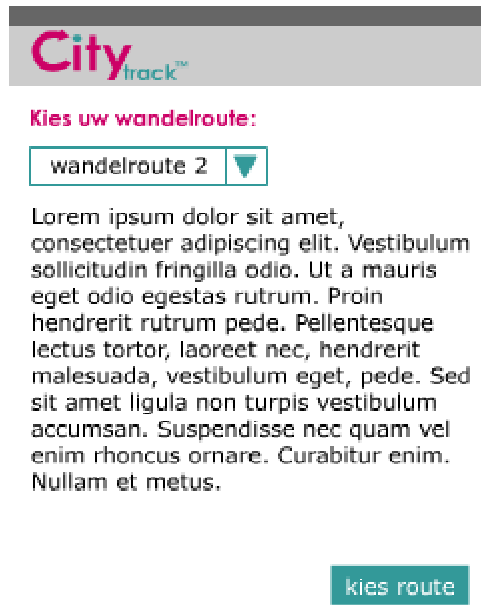 City track™
Kies uw wandelroute:
wandelroute 2
Lorem ipsum dolor sit amet,
consectetuer adipiscing elit. Vestibulum
sollicitudin fringilla odio. Ut a mauris
eget odio egestas rutrum. Proin
hendrerit rutrum pede. Pellentesque
lectus tortor, laoreet nec, hendrerit
malesuada, vestibulum eget, pede. Sed
sit amet ligula non turpis vestibulum
accumsan. Suspendisse nec quam vel
enim rhoncus ornare. Curabitur enim.
Nullam et metus.
kies route